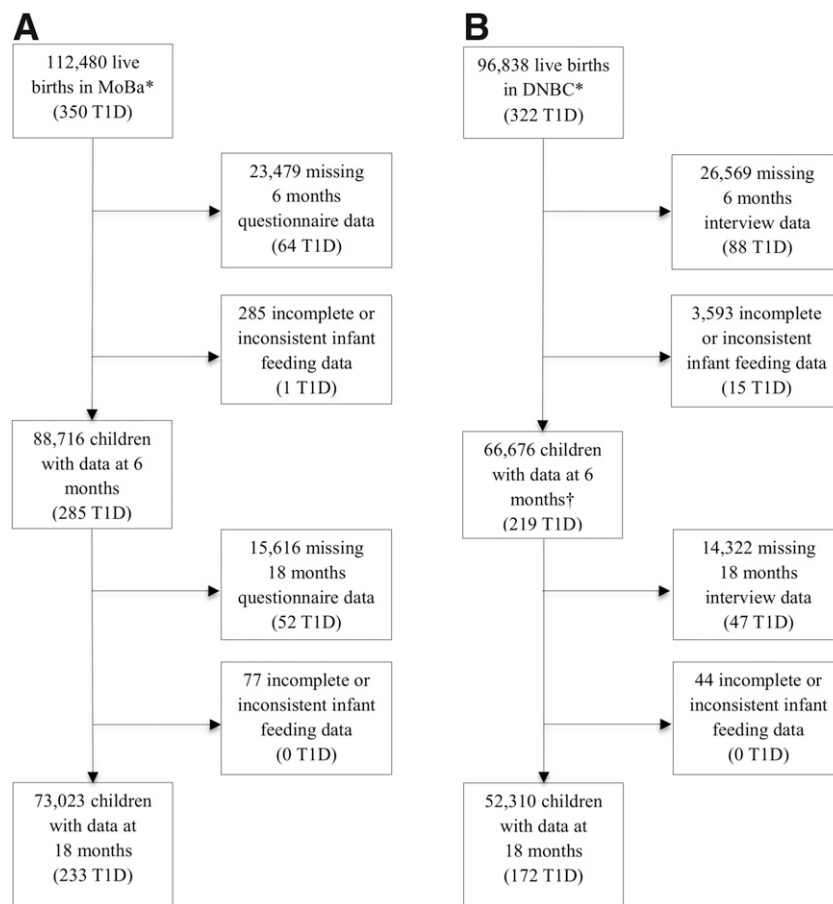 A
112,480 live
births in MoBa*
(350 T1D)
23,479 missing
6 months
questionnaire data
(64 T1D)
285 incomplete or
inconsistent infant
feeding data
(1 T1D)
88,716 children
with data at 6
months
(285 T1D)
15,616 missing
18 months
questionnaire data
(52 T1D)
77 incomplete or
inconsistent infant
feeding data
(0 T1D)
73,023 children
with data at
18 months
(233 T1D)
B
96,838 live births
in DNBC*
(322 T1D)
26,569 missing
6 months
interview data
(88 T1D)
3,593 incomplete
or inconsistent
infant feeding data
(15 T1D)
66,676 children
with data at 6
months†
(219 T1D)
14,322 missing
18 months
interview data
(47 T1D)
44 incomplete or
inconsistent infant
feeding data
(0 T1D)
52,310 children
with data at
18 months
(172 T1D)